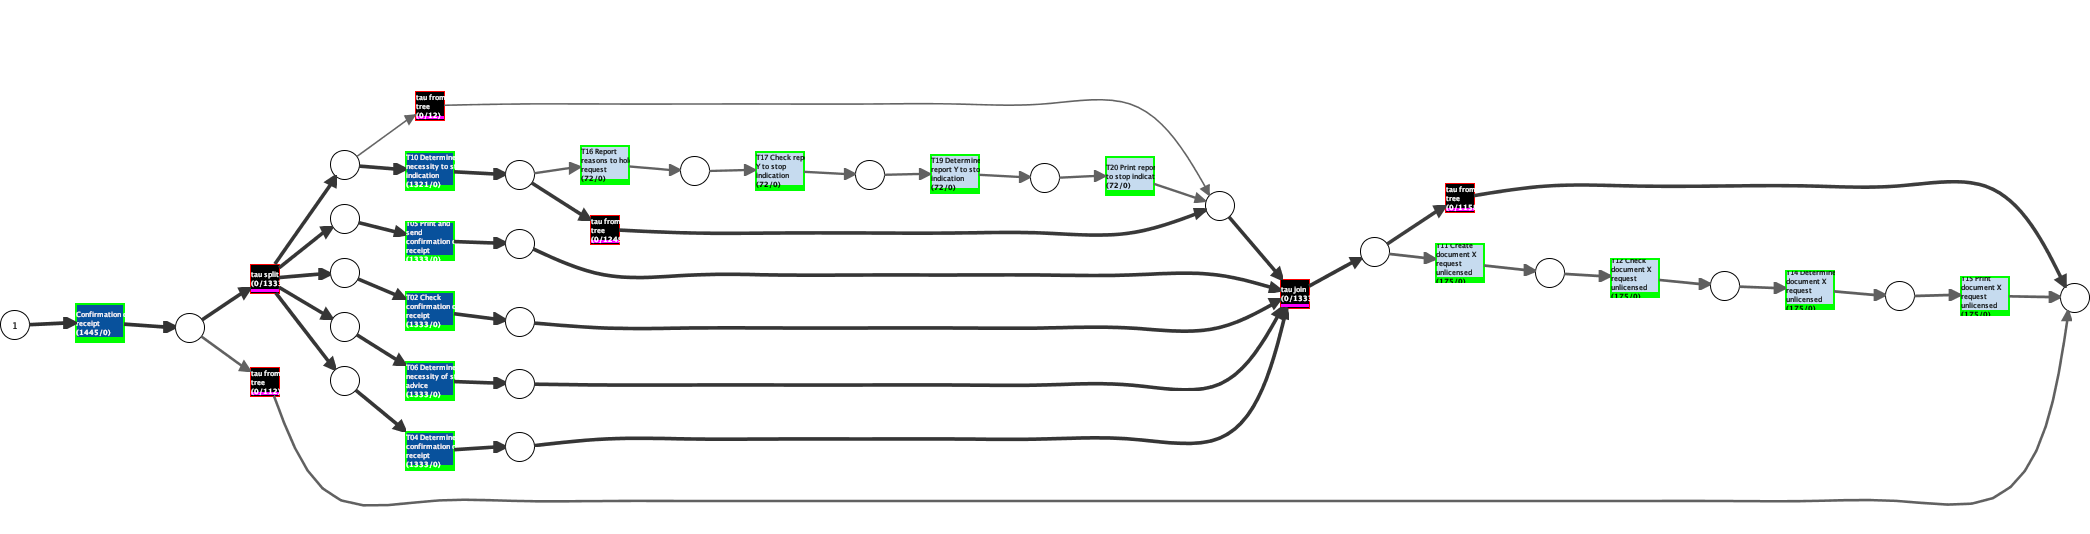 1
Confirmation
receipt
(1445/0)
tau split
(0/133
tau from
tree
(0/112)
tau from
tree
(0/12)
T10 Determine
necessity to s
indication
(1321/0)
T05 Print and
send
confirmation
receipt
(1333/0)
T02 Check
confirmation
receipt
(1333/0)
T06 Determine
necessity of s
advice
(1333/0)
T04 Determine
confirmation
receipt
(1333/0)
T16 Report
reasons to hol
request
(72/0)
tau from
tree
(0/124
T17 Check rep
Y to stop
indication
(72/0)
T19 Determine
report Y to sto
indication
(72/0)
T20 Print repor
to stop indicat
(72/0)
tau join
(0/133
tau from
tree
(0/115
T11 Create
document X
request
unlicensed
(175/0)
T12 Check
document X
request
unlicensed
(175/0)
T14 Determine
document X
request
unlicensed
(175/0)
T15 Print
document X
request
unlicensed
(175/0)